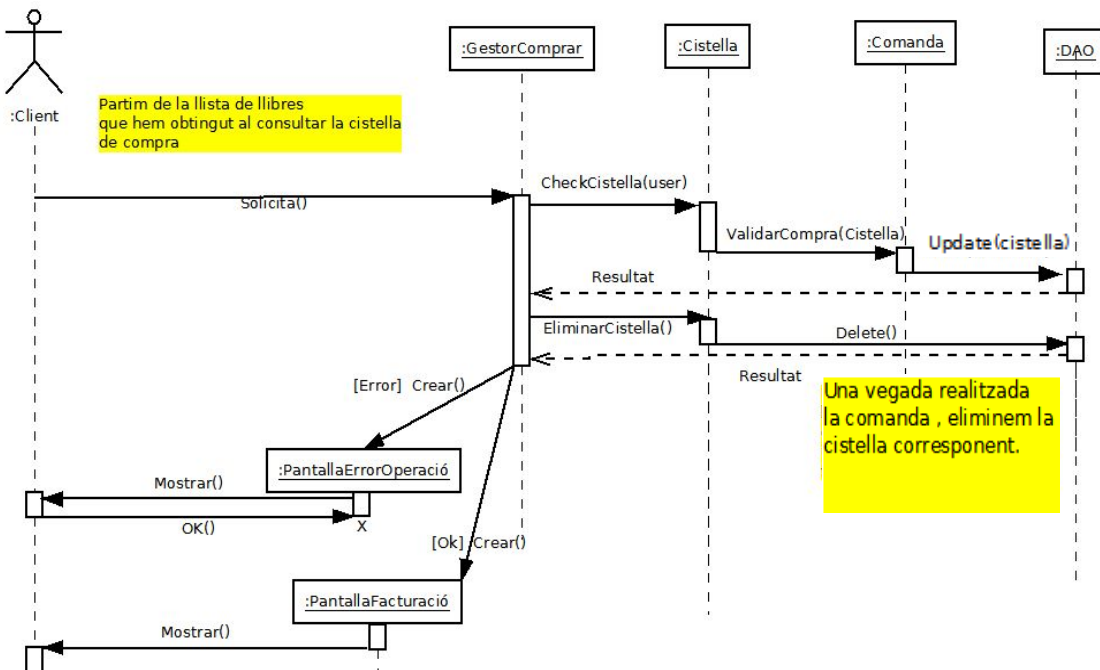 :GestorComprar
:Cistella
:Comanda
:DAO
:Client
Partim de la llista de llibres
que hem obtingut al consultar la cistella
de compra
Solicita()
CheckCistella(user)
ValidarCompra(Cistella)
Update(cistella)
Resultat
EliminarCistella()
Delete()
Resultat
[Error] Crear()
Una vegada realitzada
la comanda , eliminem la
cistella corresponent.
:PantallaErrorOperació
Mostrar()
OK()
X
[Ok] Crear()
:PantallaFacturació
Mostrar()